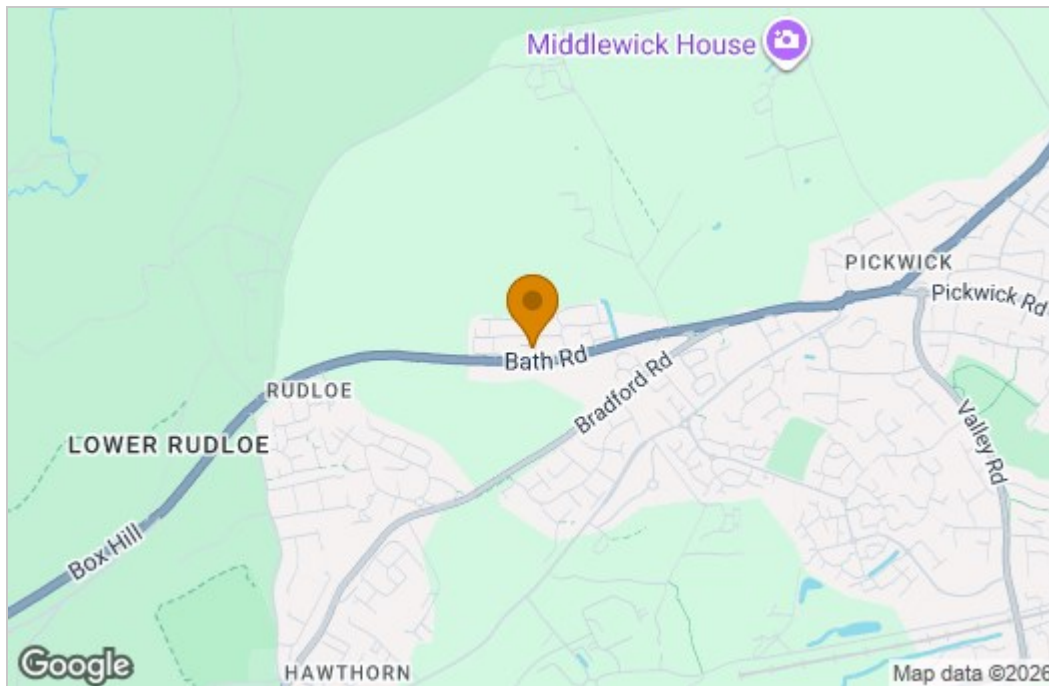 Middlewick House
PICKWICK
Pickwick Rd
Bath Rd
Bradford Rd
RUDLOE
LOWER RUDLOE
Valley Rd
Box Hill
HAWTHORN
Google
Map data ©2026